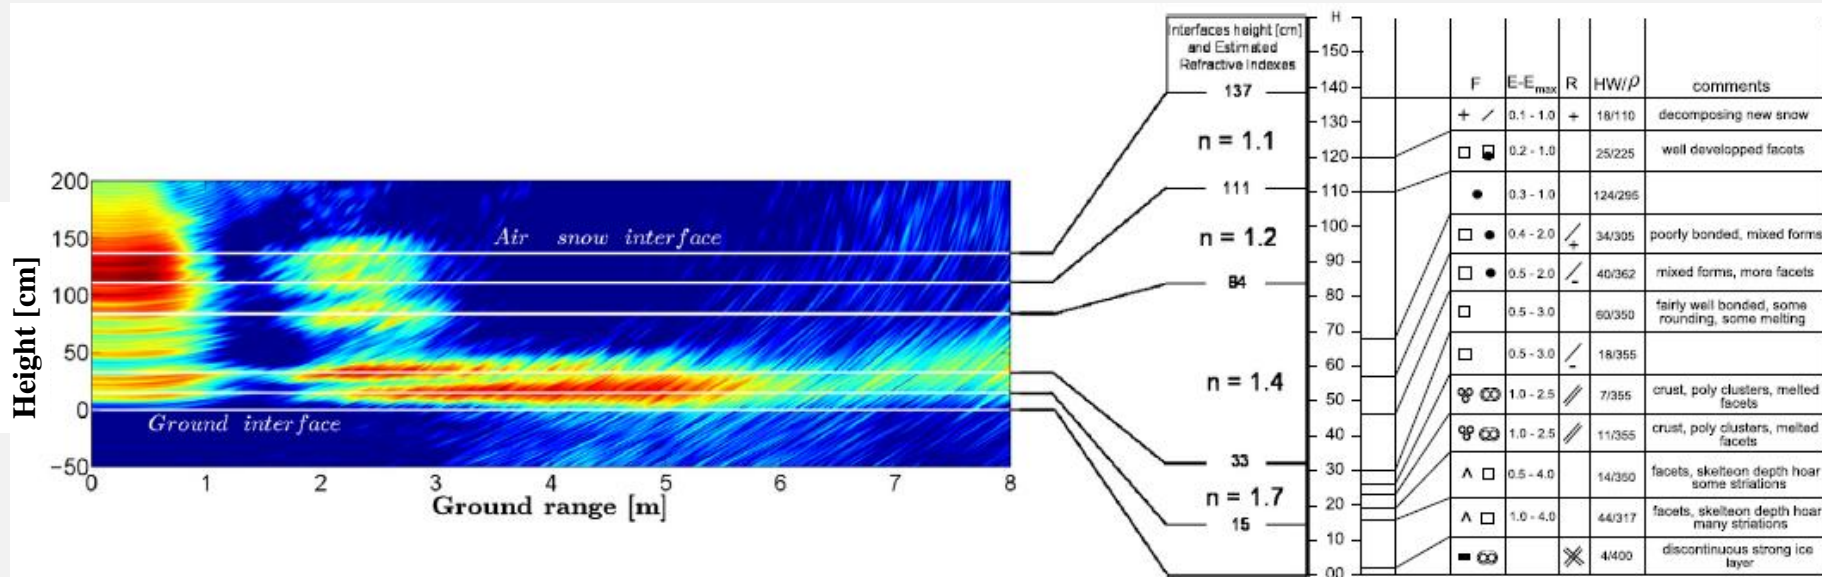 200
150
100
50
0
−50
Height [cm]
Air snow interface
Ground interface
0 1 2 3 4 5 6 7 8
Ground range [m]
Interfaces height [cm]
and Estimated
Refractive Indexes
137
n = 1.1
111
n = 1.2
84
n = 1.4
33
n = 1.7
15
H
150
140
130
120
110
100
90
80
70
60
50
40
30
20
10
00
F E-Emax R HW/ρ comments
+ / 0.1 - 1.0 + 18/110 decomposing new snow
0.2 - 1.0 25/225 well developped facets
0.3 - 1.0 124/295
0.4 - 2.0 / + 34/305 poorly bonded, mixed forms
0.5 - 2.0 / - 40/362 mixed forms, more facets
0.5 - 3.0 60/350 fairly well bonded, some
rounding, some melting
0.5 - 3.0 / - 18/355
1.0 - 2.5 // 7/355 crust, poly clusters, melted
facets
1.0 - 2.5 // 11/355 crust, poly clusters, melted
facets
Λ □ 0.5 - 4.0 14/350 facets, skelteon depth hoar
some striations
Λ □ 1.0 - 4.0 44/317 facets, skelteon depth hoar
many striations
4/400 discontinuous strong ice
layer